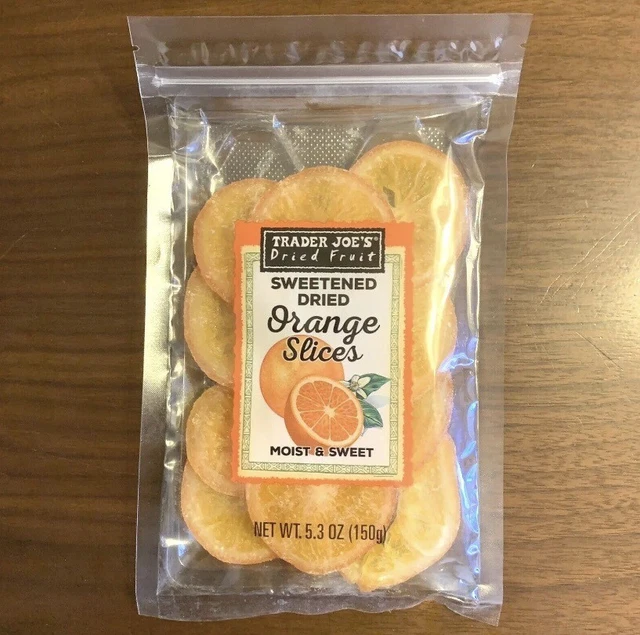 TRADER JOE'S®
Dried Fruit
SWEETENED
DRIED
Orange
Slices
MOIST & SWEET
NET WT. 5.3 OZ (150g)